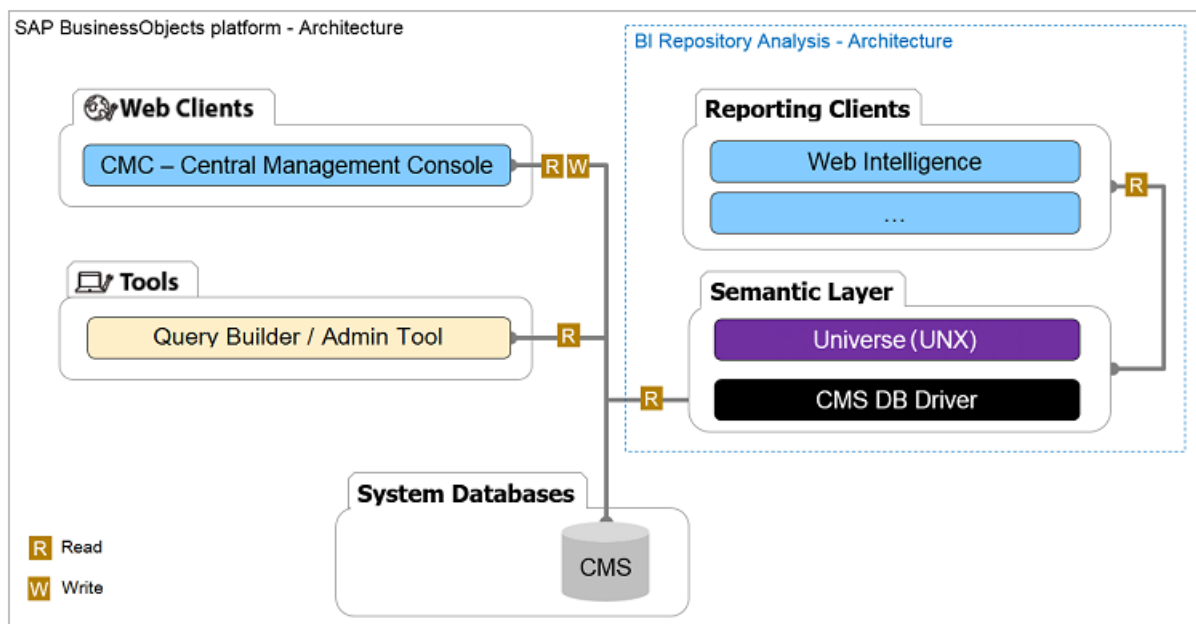 SAP BusinessObjects platform - Architecture
BI Repository Analysis - Architecture
Web Clients
CMC – Central Management Console
R W
Reporting Clients
Web Intelligence
...
R
Tools
Query Builder / Admin Tool
R
Semantic Layer
Universe (UNX)
CMS DB Driver
R
System Databases
CMS
R Read
W Write